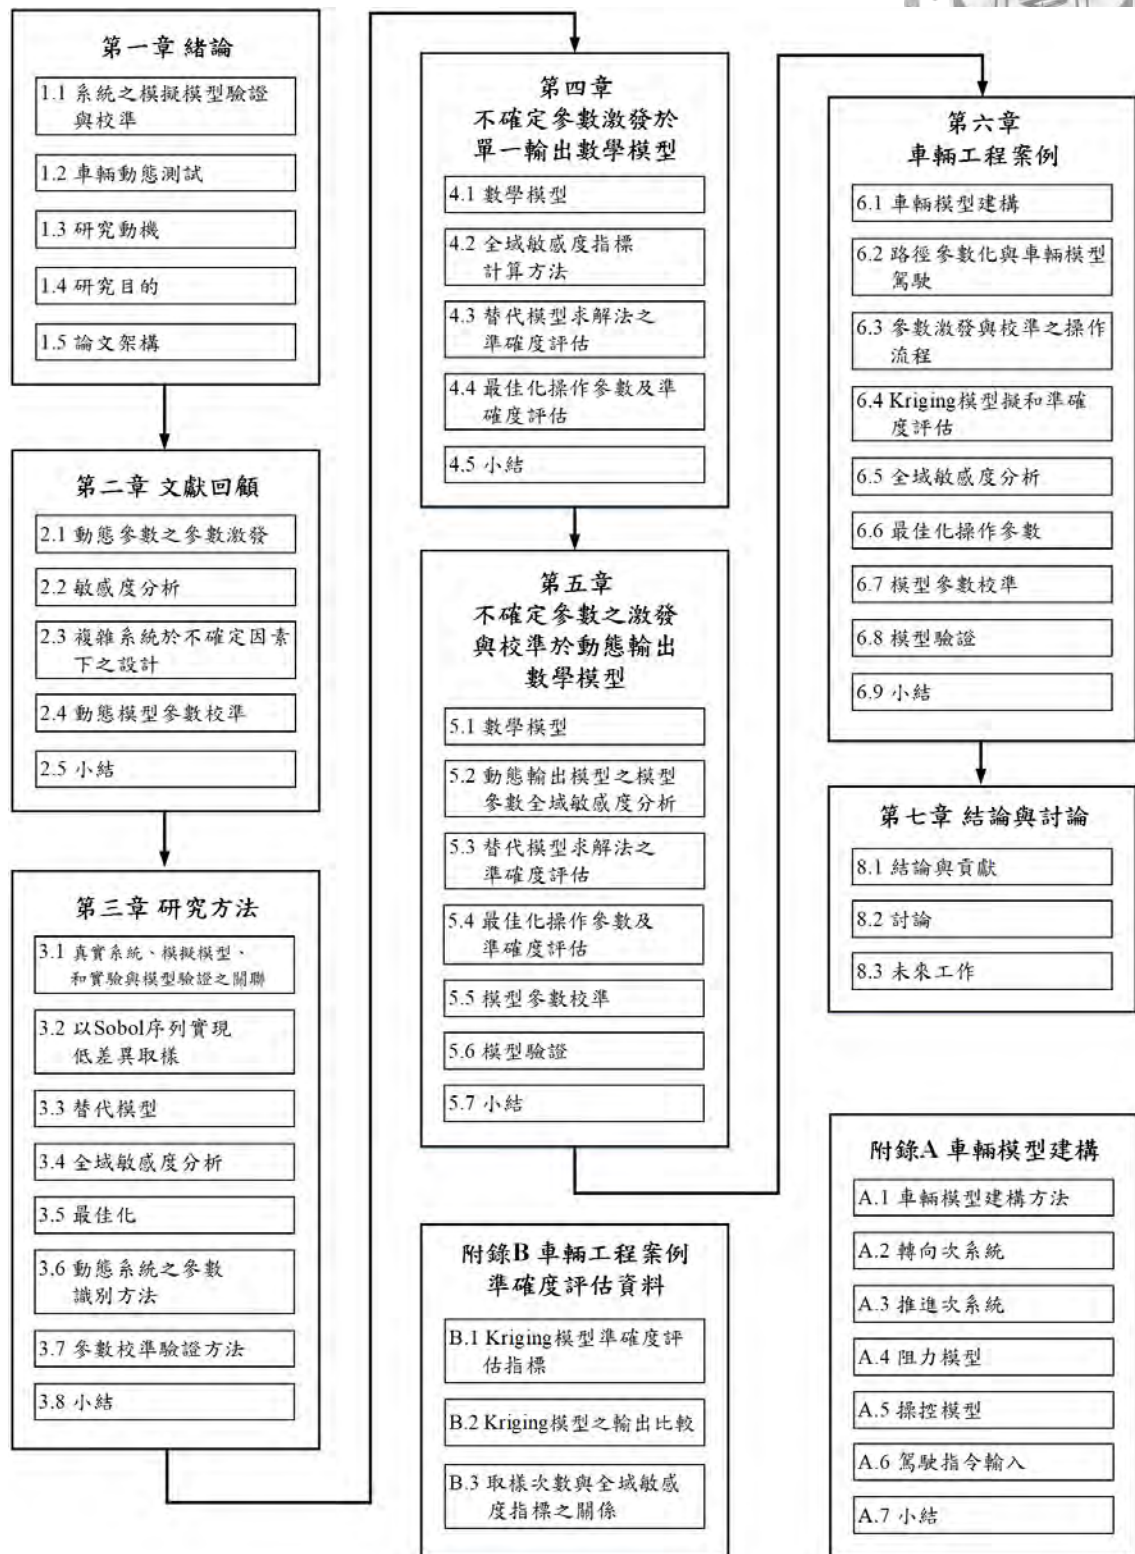 第一章 緒論
1.1 系統之模擬模型驗證
與校準
1.2 車輛動態測試
1.3 研究動機
1.4 研究目的
1.5 論文架構
第二章 文獻回顧
2.1 動態參數之參數激發
2.2 敏感度分析
2.3 複雜系統於不確定因素
下之設計
2.4 動態模型參數校準
2.5 小結
第三章 研究方法
3.1 真實系統、模擬模型、
和實驗與模型驗證之關聯
3.2 以Sobol序列實現
低差異取樣
3.3 替代模型
3.4 全域敏感度分析
3.5 最佳化
3.6 動態系統之參數
識別方法
3.7 參數校準驗證方法
3.8 小結
第四章
不確定參數激發於
單一輸出數學模型
4.1 數學模型
4.2 全域敏感度指標
計算方法
4.3 替代模型求解法之
準確度評估
4.4 最佳化操作參數及準
確度評估
4.5 小結
第五章
不確定參數之激發
與校準於動態輸出
數學模型
5.1 數學模型
5.2 動態輸出模型之模型
參數全域敏感度分析
5.3 替代模型求解法之
準確度評估
5.4 最佳化操作參數及
準確度評估
5.5 模型參數校準
5.6 模型驗證
5.7 小結
第六章
車輛工程案例
6.1 車輛模型建構
6.2 路徑參數化與車輛模型
駕駛
6.3 參數激發與校準之操作
流程
6.4 Kriging模型擬和準確
度評估
6.5 全域敏感度分析
6.6 最佳化操作參數
6.7 模型參數校準
6.8 模型驗證
6.9 小結
第七章 結論與討論
8.1 結論與貢獻
8.2 討論
8.3 未來工作
附錄A 車輛模型建構
A.1 車輛模型建構方法
A.2 轉向次系統
A.3 推進次系統
A.4 阻力模型
A.5 操控模型
A.6 駕駛指令輸入
A.7 小結
附錄B 車輛工程案例
準確度評估資料
B.1 Kriging模型準確度評
估指標
B.2 Kriging模型之輸出比較
B.3 取樣次數與全域敏感
度指標之關係